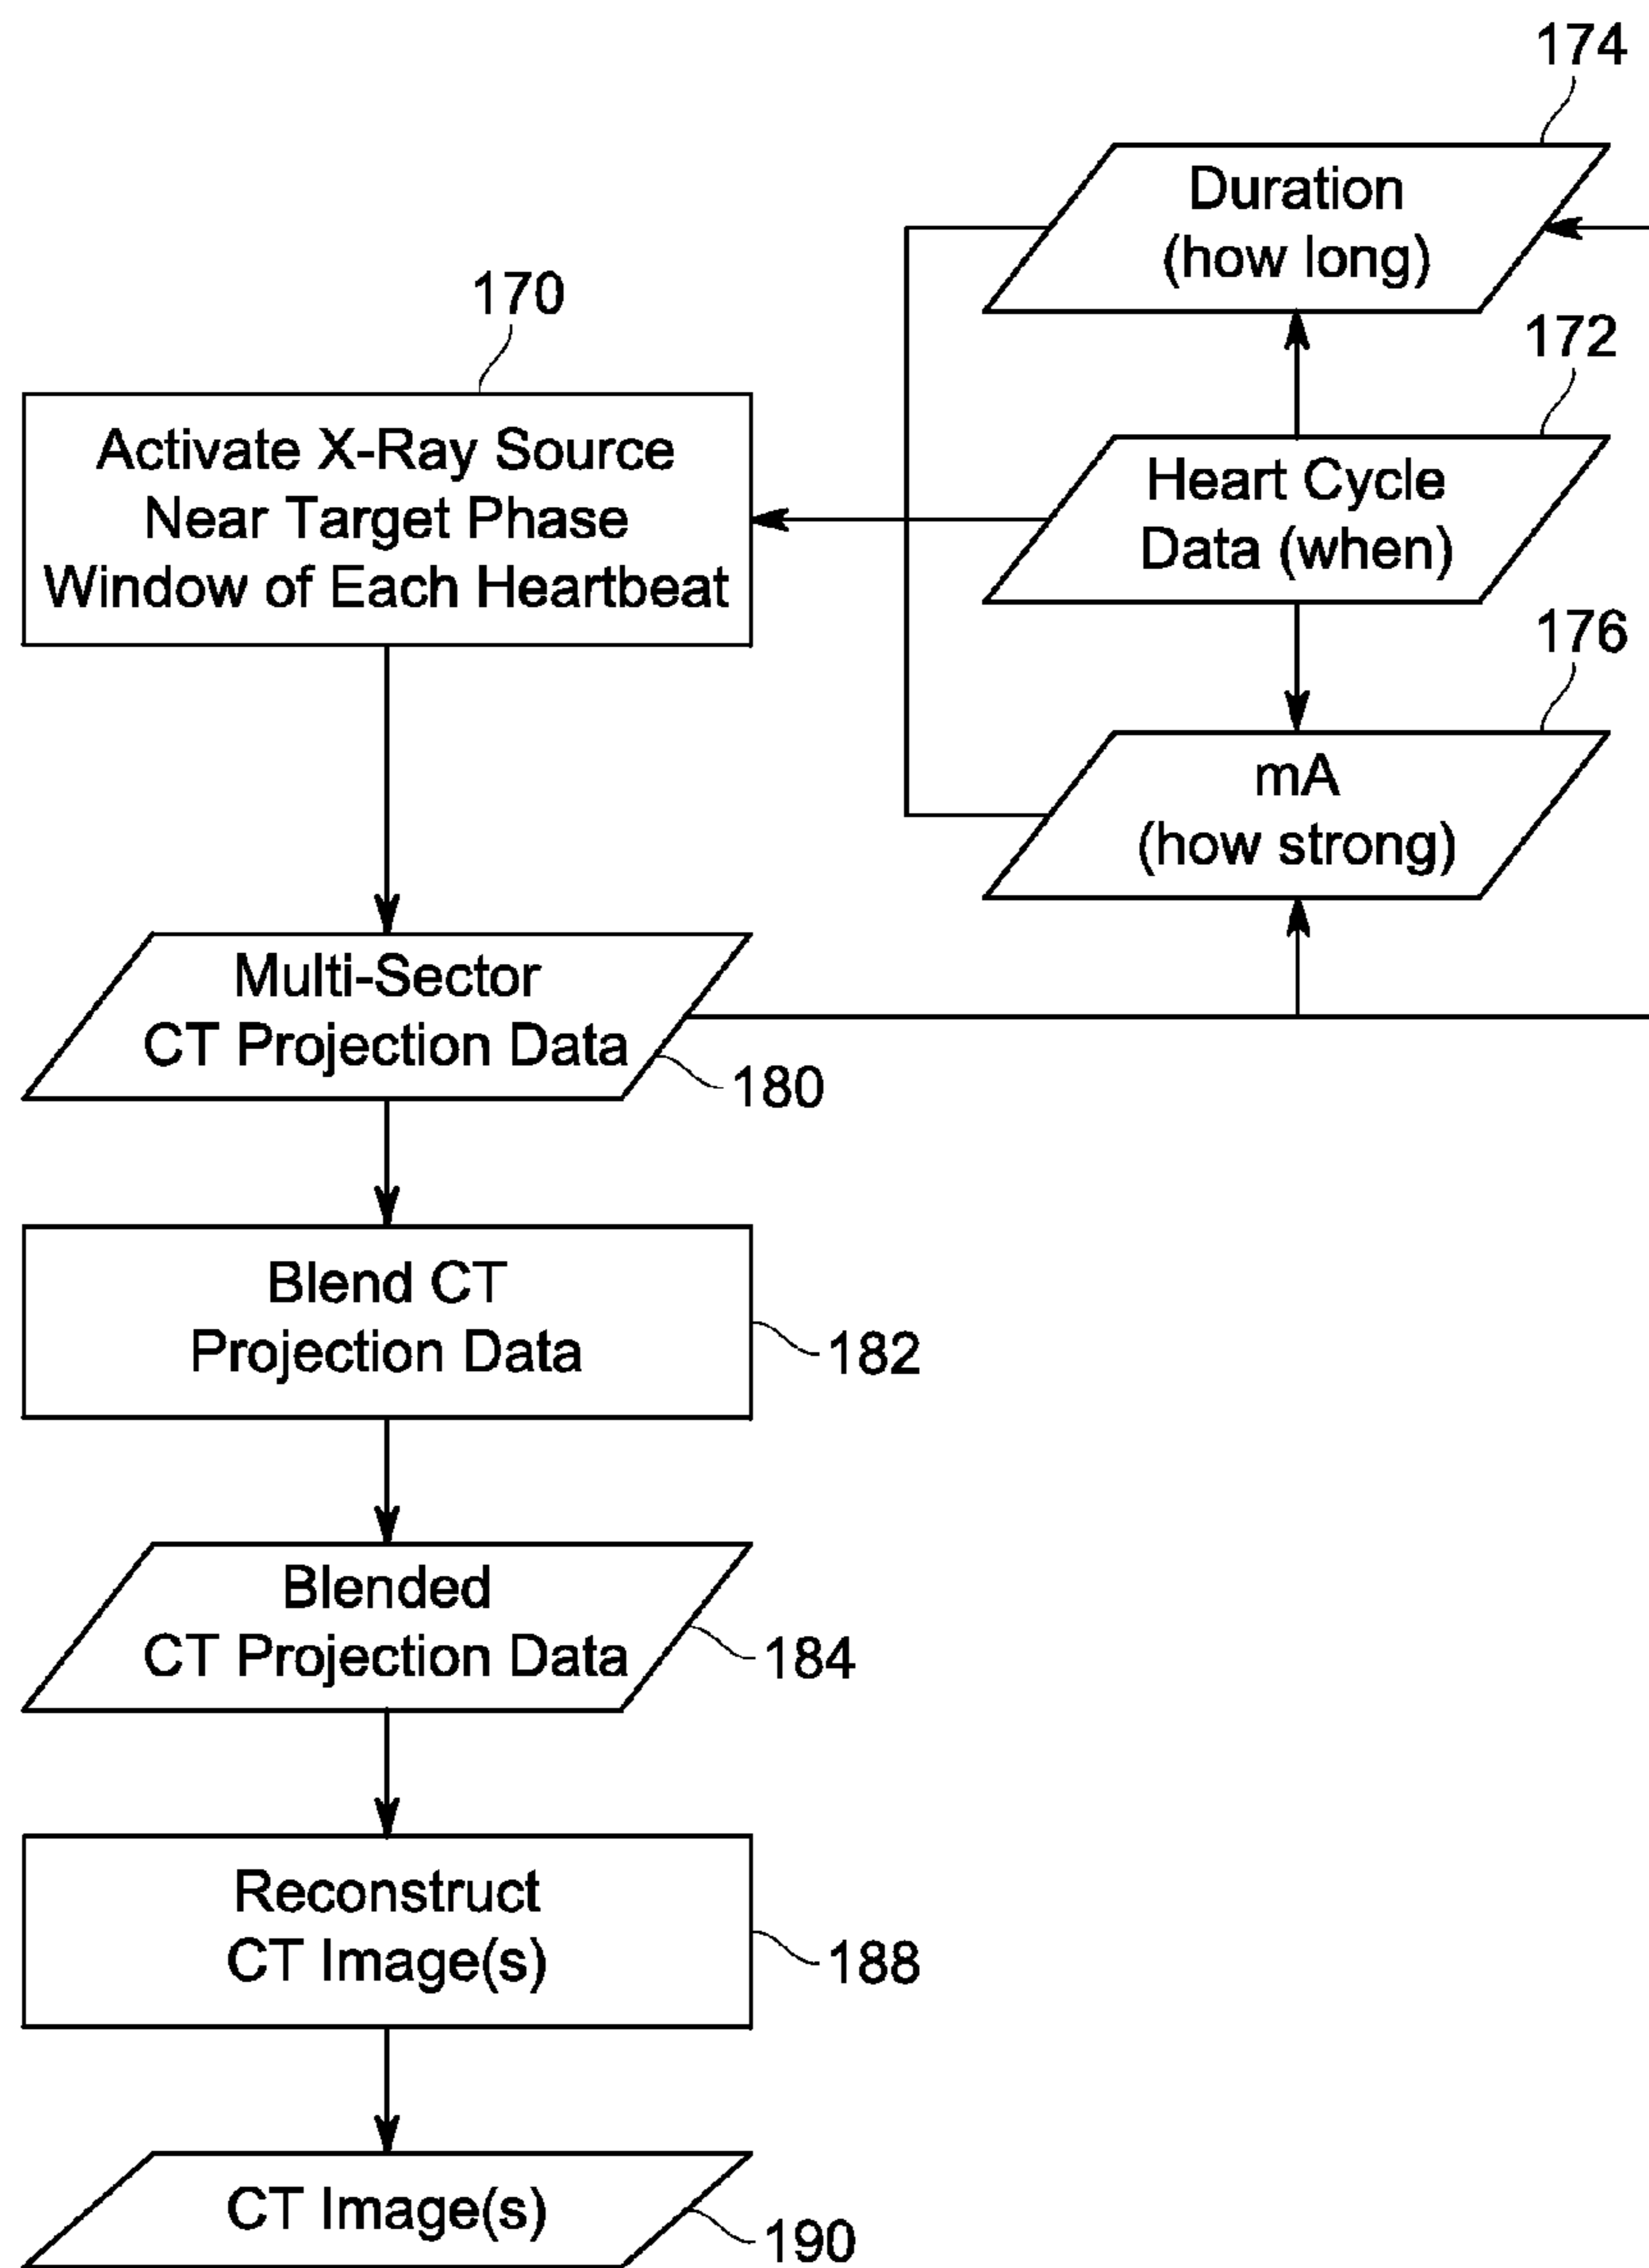 174
Duration
(how long)
170
172
Activate X-Ray Source
Near Target Phase
Window of Each Heartbeat
Heart Cycle
Data (when)
176
mA
(how strong)
Multi-Sector
CT Projection Data
180
Blend CT
Projection Data
182
Blended
CT Projection Data
184
Reconstruct
CT Image(s)
188
CT Image(s)
190